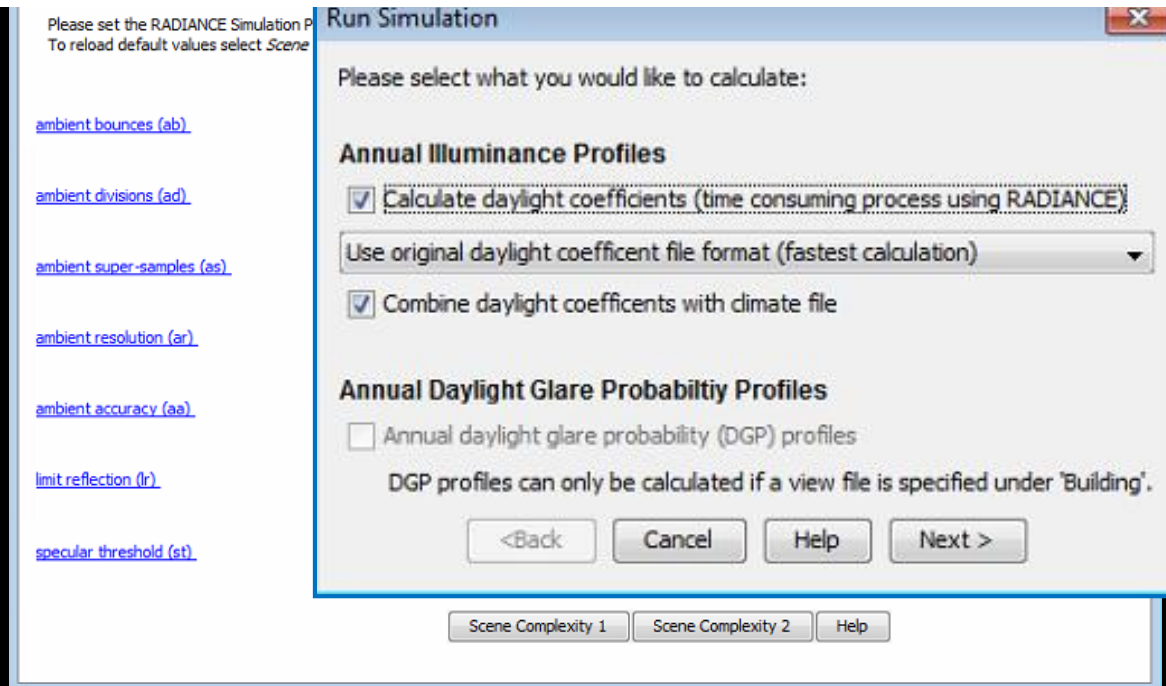 Please set the RADIANCE Simulation P
To reload default values select Scene
ambient bounces (ab)
ambient divisions (ad)
ambient super-samples (as)
ambient resolution (ar)
ambient accuracy (aa)
limit reflection (lr)
specular threshold (st)
Run Simulation
Please select what you would like to calculate:
Annual Illuminance Profiles
Calculate daylight coefficients (time consuming process using RADIANCE)
Use original daylight coefficent file format (fastest calculation)
Combine daylight coefficents with climate file
Annual Daylight Glare Probabiltiy Profiles
Annual daylight glare probability (DGP) profiles
DGP profiles can only be calculated if a view file is specified under 'Building'.
<Back Cancel Help Next >
Scene Complexity 1 Scene Complexity 2 Help